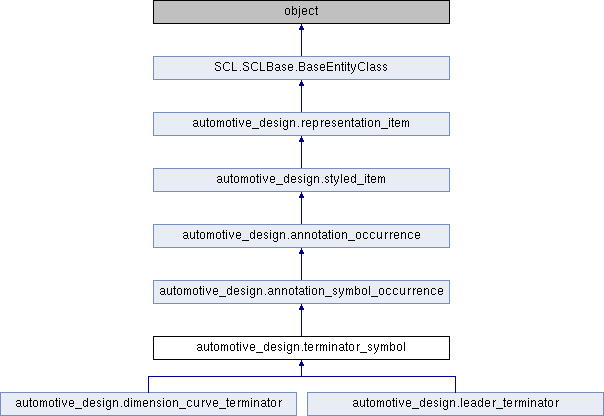 object
SCL.SCLBase.BaseEntityClass
automotive_design.representation_item
automotive_design.styled_item
automotive_design.annotation_occurrence
automotive_design.annotation_symbol_occurrence
automotive_design.terminator_symbol
automotive_design.dimension_curve_terminator
automotive_design.leader_terminator